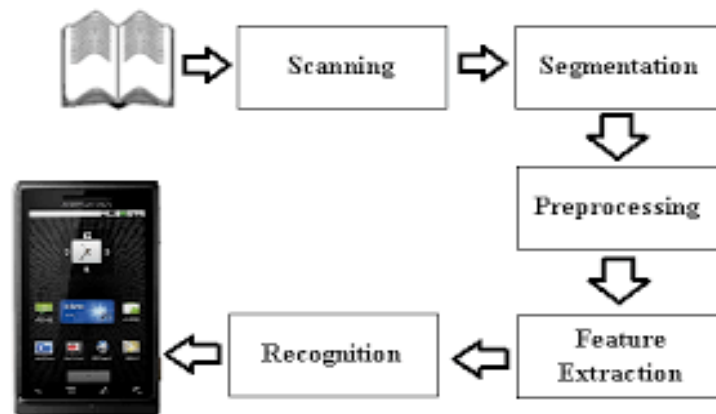 Scanning
Segmentation
Preprocessing
Feature
Extraction
Recognition